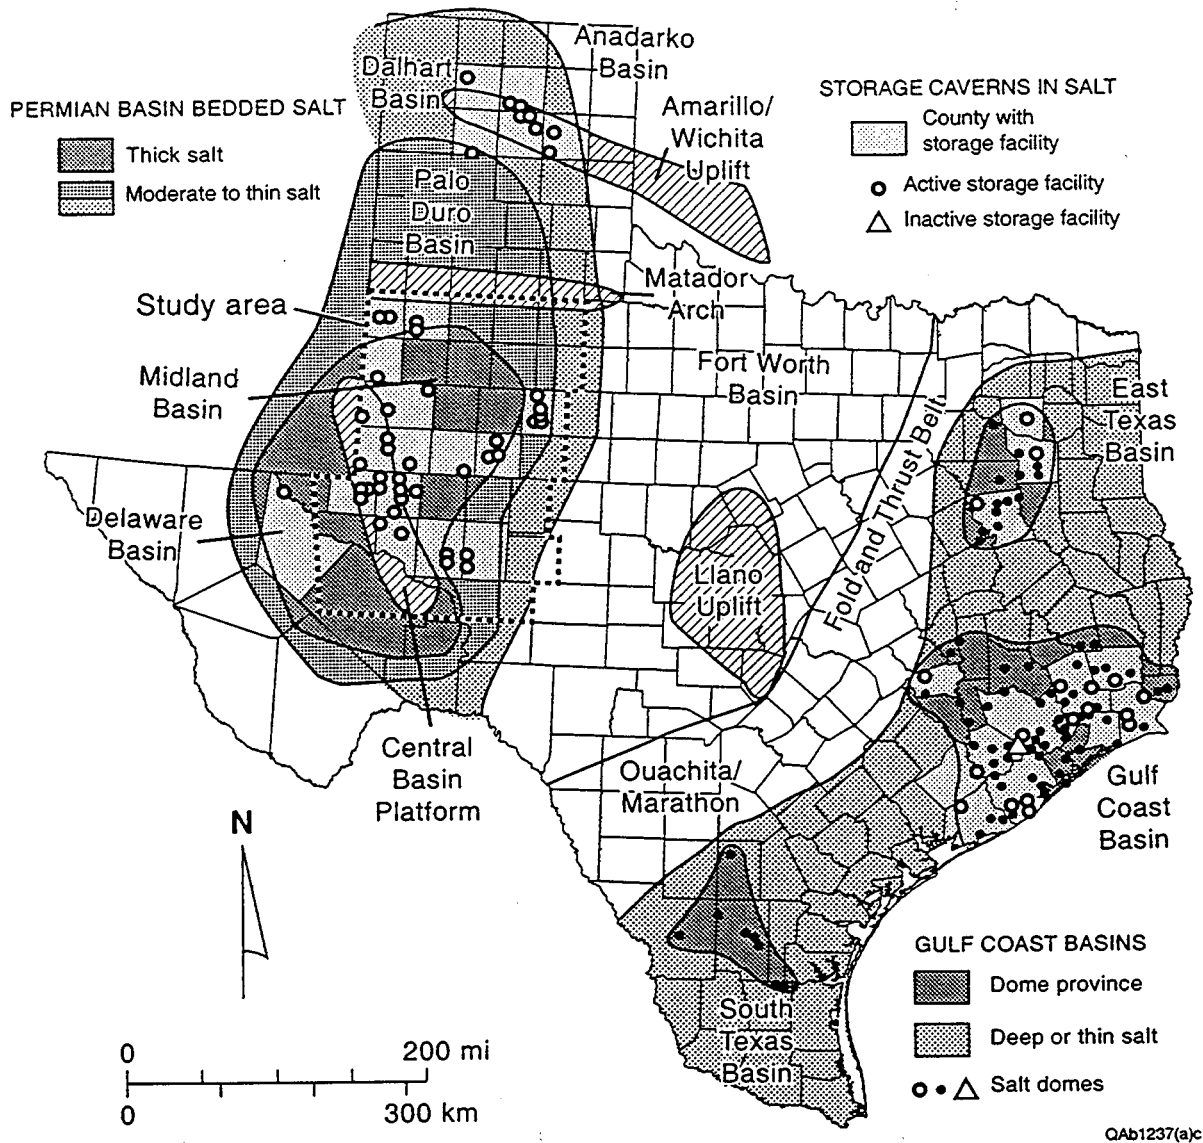 Anadarko
Basin
Dalhart
Basin
PERMIAN BASIN BEDDED SALT
Thick salt
Moderate to thin salt
Amarillo/
Wichita
Uplift
STORAGE CAVERNS IN SALT
County with
storage facility
Active storage facility
Inactive storage facility
Palo
Duro
Basin
Matador
Arch
Study area
Midland
Basin
Fort Worth
Basin
East
Texas
Basin
Fold and Thrust Belt
Delaware
Basin
Llano
Uplift
Central
Basin
Platform
Ouachita/
Marathon
Gulf
Coast
Basin
N
GULF COAST BASINS
Dome province
Deep or thin salt
Salt domes
South
Texas
Basin
0 200 mi
0 300 km
QAb1237(a)c